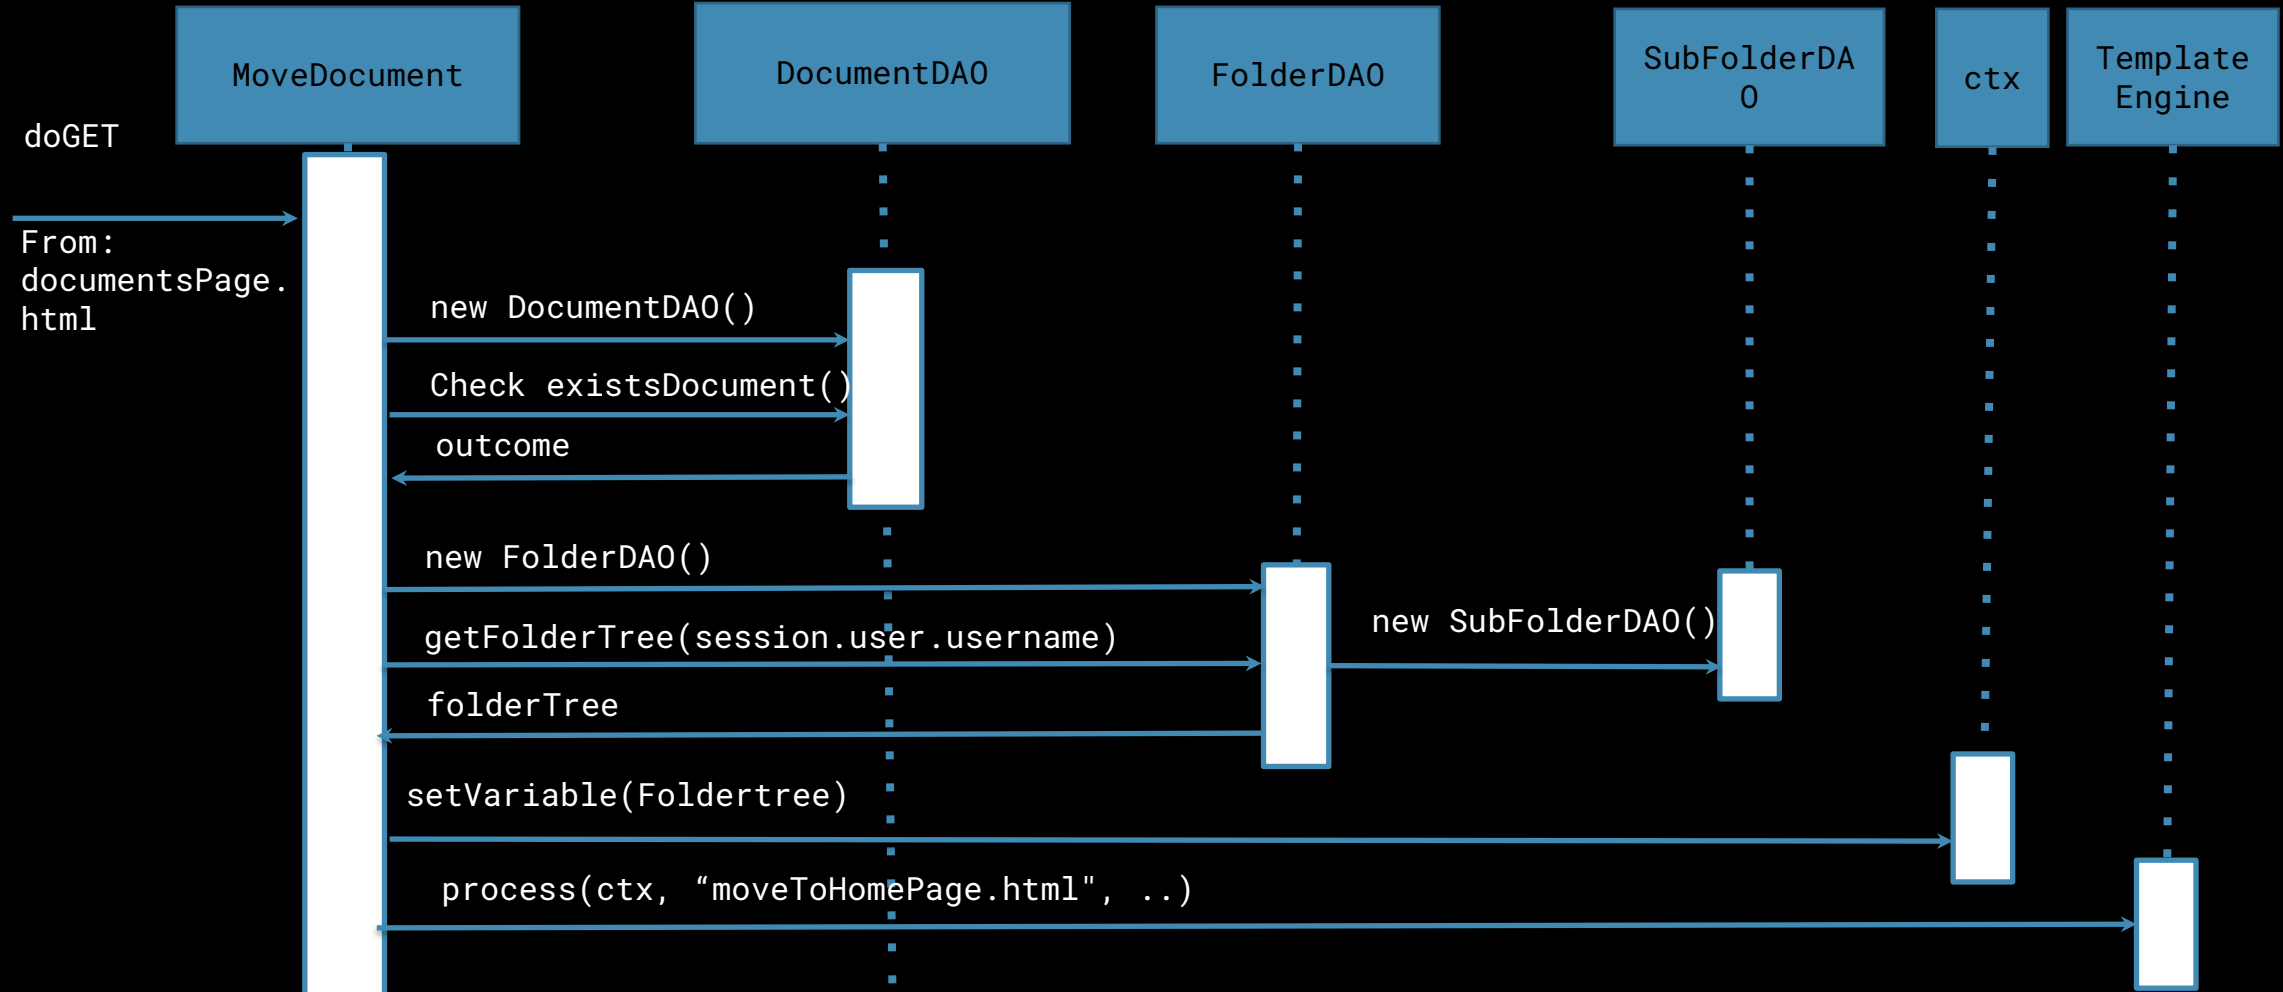 MoveDocument
DocumentDAO
FolderDAO
SubFolderDA
O
ctx
Template
Engine
doGET
From:
documentsPage.
html
new DocumentDAO()
Check existsDocument()
outcome
new FolderDAO()
getFolderTree(session.user.username)
new SubFolderDAO()
folderTree
setVariable(Foldertree)
process(ctx, “moveToHomePage.html", ..)